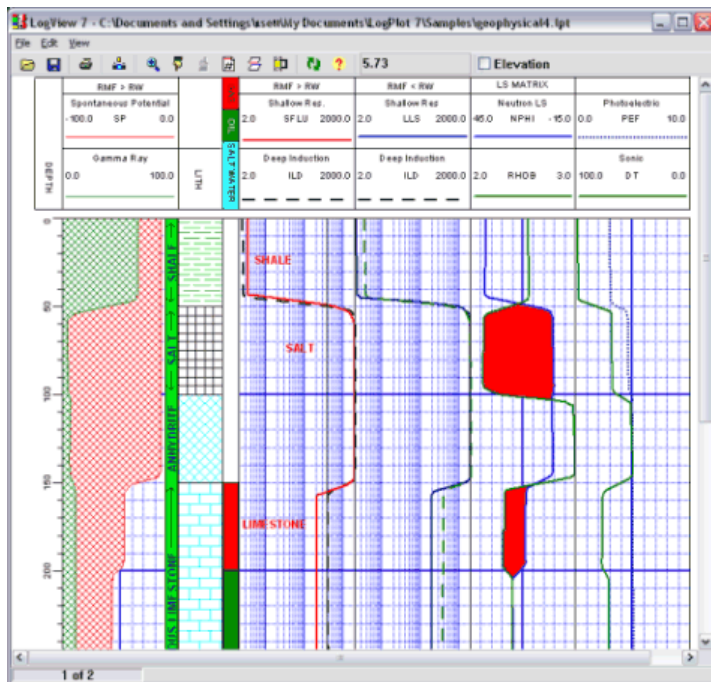 LogView 7 - C:\Documents and Settings\xsett\My Documents\LogPlot 7\Samples\geophysical4.lpt
File Edit View
5.73 Elevation
RMF > RW
Spontaneous Potential
-100.0 SP 0.0
Gamma Ray
0.0 100.0
DEPTH
LITH
OIL
SALTWATER
RMF > RW
Shallow Res.
2.0 SFLU 2000.0
Deep Induction
2.0 ILD 2000.0
RMF < RW
Shallow Res
2.0 LLS 2000.0
Deep Induction
2.0 ILD 2000.0
LS MATRIX
Neutron LS
45.0 NPHI -15.0
2.0 RHOB 3.0
Photoelectric
0.0 PEF 10.0
Sonic
100.0 DT 0.0
0
50
100
150
200
SHALE
SALT
ANHYDRITE
OUS LIMESTONE
SHALE
SALT
LIMESTONE
1 of 2